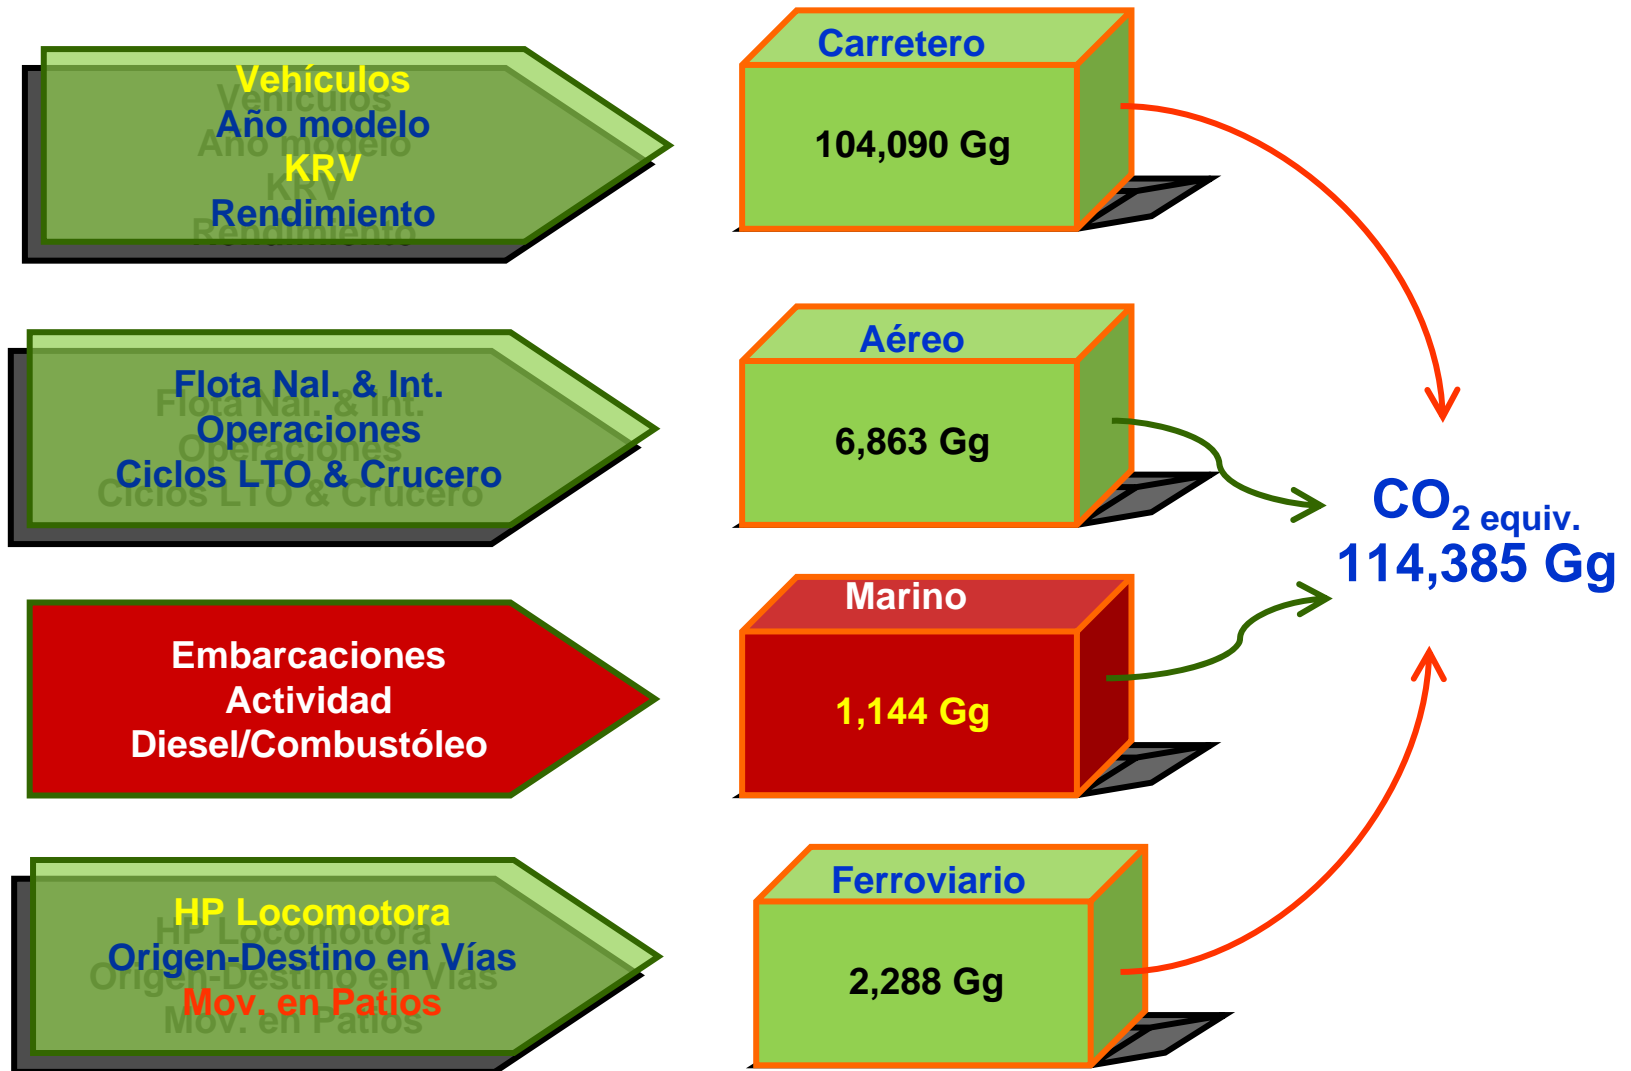 Vehículos
Año modelo
KRV
Rendimiento
Carretero
104,090 Gg
Flota Nal. & Int.
Operaciones
Ciclos LTO & Crucero
Aéreo
6,863 Gg
Embarcaciones
Actividad
Diesel/Combustóleo
Marino
1,144 Gg
HP Locomotora
Origen-Destino en Vías
Mov. en Patios
Ferroviario
2,288 Gg
CO2 equiv.
114,385 Gg